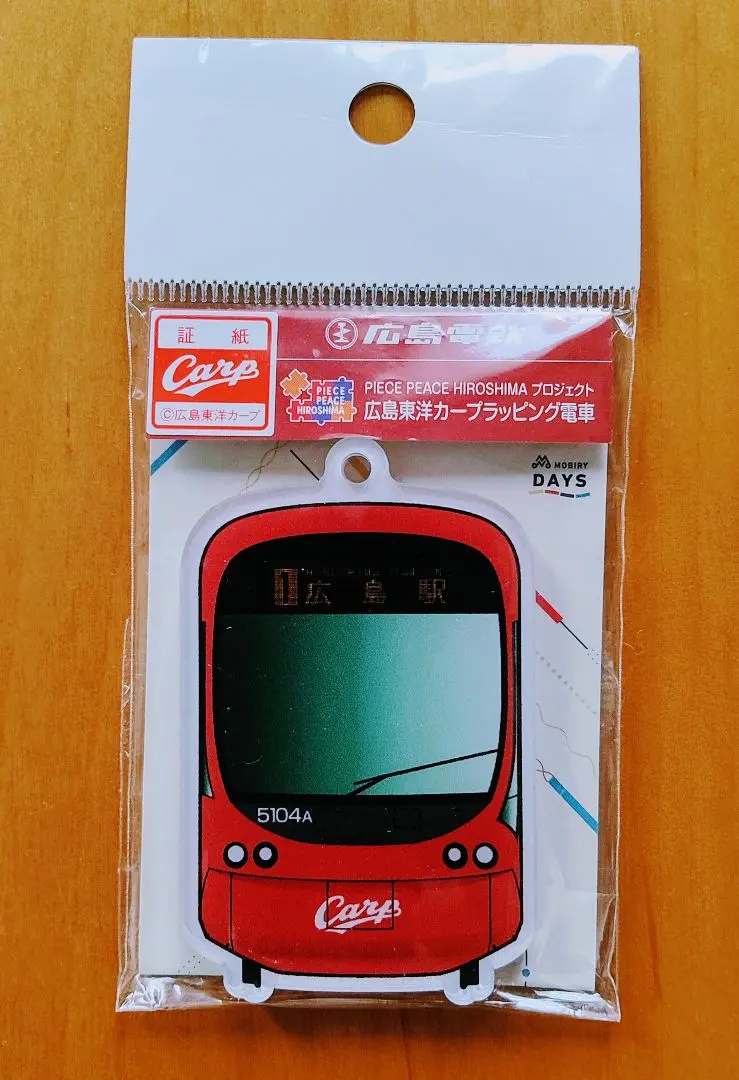 証 紙
Carp
©広島東洋カープ
広島電鉄
PIECE
PEACE
HIROSHIMA
PIECE PEACE HIROSHIMA プロジェクト
広島東洋カープラッピング電車
MOBIRY
DAYS
1 広島駅
5104A
Carp